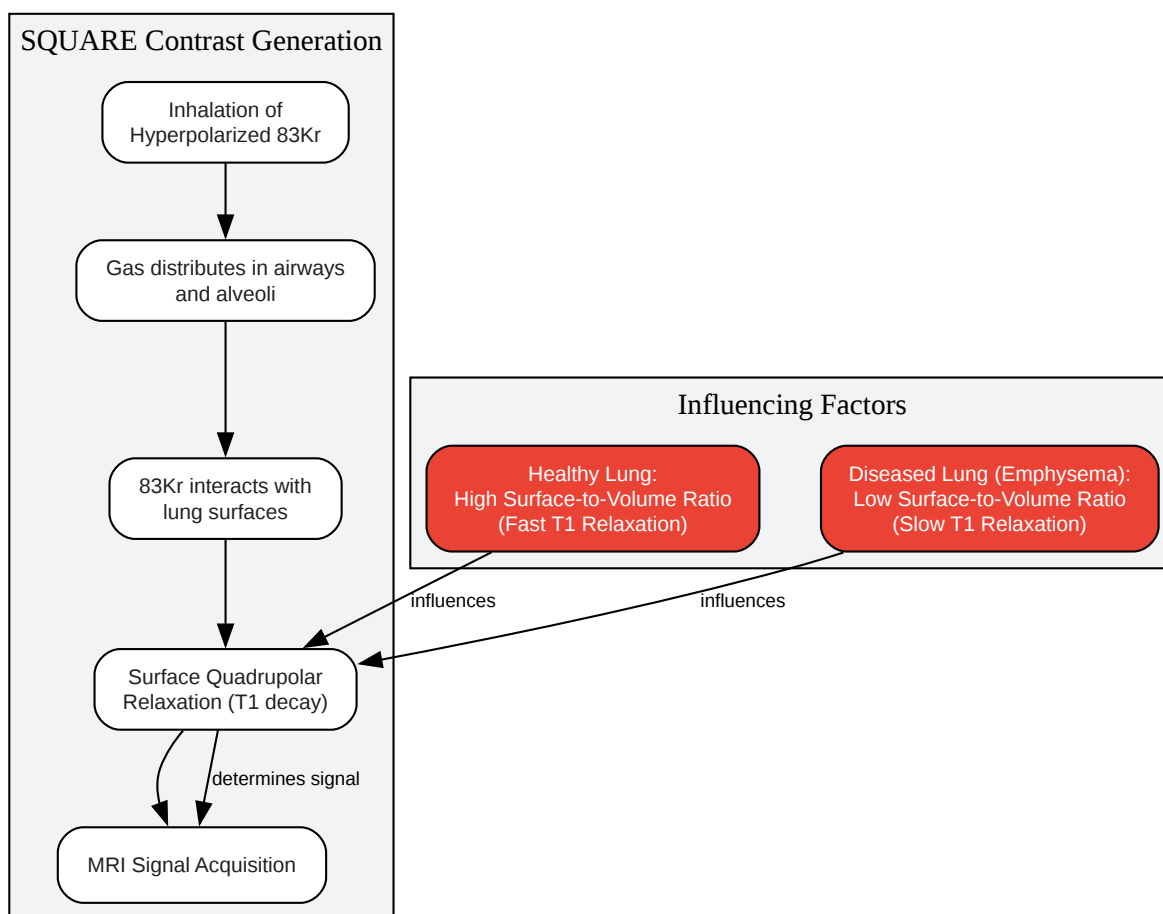 SQUARE Contrast Generation
Inhalation of
Hyperpolarized 83Kr
Gas distributes in airways
and alveoli
83Kr interacts with
lung surfaces
Influencing Factors
Healthy Lung:
High Surface-to-Volume Ratio
(Fast T1 Relaxation)
Diseased Lung (Emphysema):
Low Surface-to-Volume Ratio
(Slow T1 Relaxation)
influences
influences
Surface Quadrupolar
Relaxation (T1 decay)
determines signal
MRI Signal Acquisition